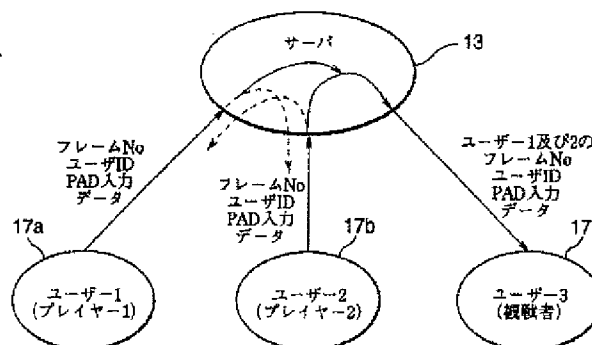 サーバ
13
フレームNo
ユーザID
PAD入力
データ
フレームNo
ユーザID
PAD入力
データ
ユーザー1及び2の
フレームNo
ユーザID
PAD入力
データ
17a
17b
17
ユーザー1
(プレイヤー1)
ユーザー2
(プレイヤー2)
ユーザー3
(観戦者)